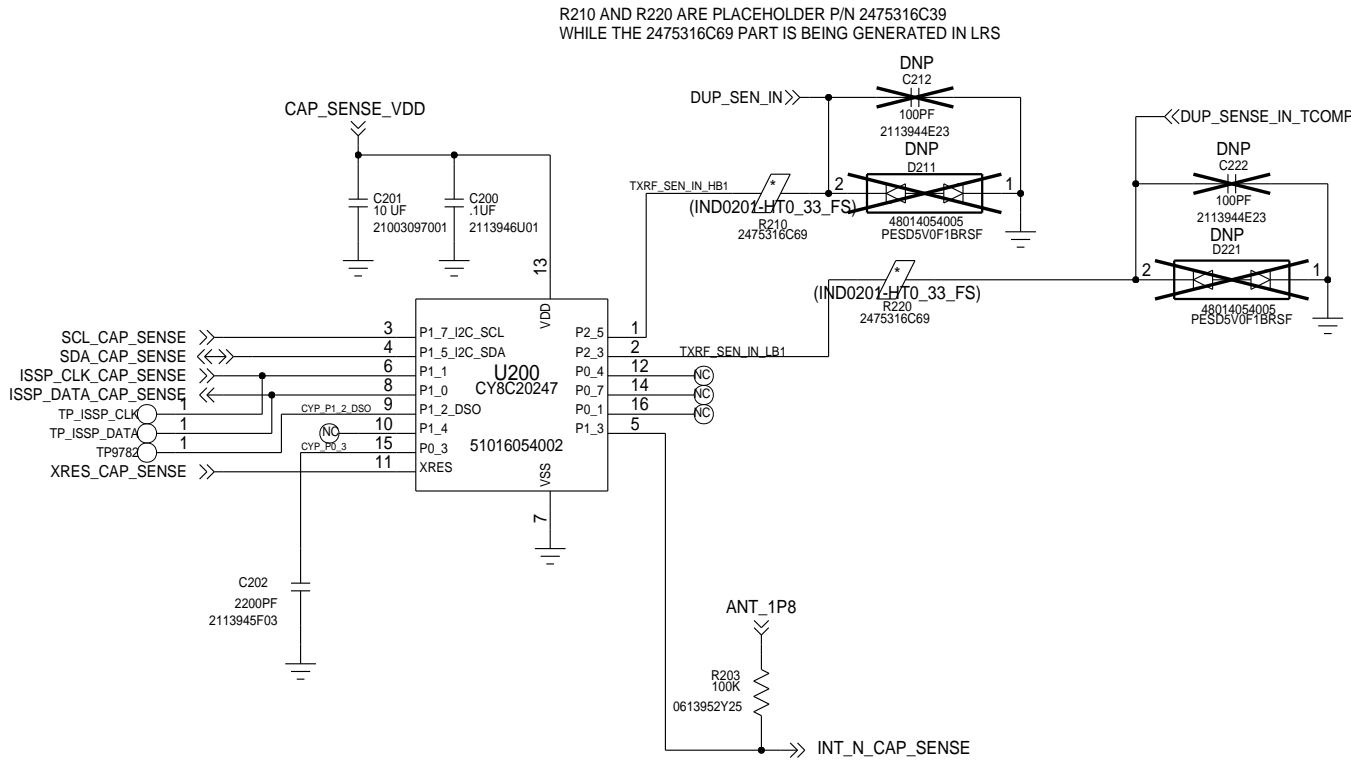 R210 AND R220 ARE PLACEHOLDER P/N 2475316C39
WHILE THE 2475316C69 PART IS BEING GENERATED IN LRS
DNP
C212
100PF
2113944E23
DUP_SEN_IN
DNP
D211
2
1
48014054005
PESD5V0F1BRSF
TXRF_SEN_IN_HB1
*
(IND0201-HT0_33_FS)
R210
2475316C69
DUP_SENSE_IN_TCOMP
DNP
C222
100PF
2113944E23
DNP
D221
2
1
48014054005
PESD5V0F1BRSF
*
(IND0201-HT0_33_FS)
R220
2475316C69
CAP_SENSE_VDD
C201
10 UF
21003097001
C200
.1UF
2113946U01
13
VDD
SCL_CAP_SENSE
3
P1_7_I2C_SCL
SDA_CAP_SENSE
4
P1_5_I2C_SDA
ISSP_CLK_CAP_SENSE
6
P1_1
ISSP_DATA_CAP_SENSE
8
P1_0
TP_ISSP_CLK
1
CYP_P1_2_DSO
9
P1_2_DSO
TP_ISSP_DATA
1
NC
10
P1_4
TP9782
1
CYP_P0_3
15
P0_3
XRES_CAP_SENSE
11
XRES
U200
CY8C20247
51016054002
VSS
7
P2_5
1
P2_3
2
TXRF_SEN_IN_LB1
P0_4
12
NC
P0_7
14
NC
P0_1
16
NC
P1_3
5
C202
2200PF
2113945F03
ANT_1P8
R203
100K
0613952Y25
INT_N_CAP_SENSE